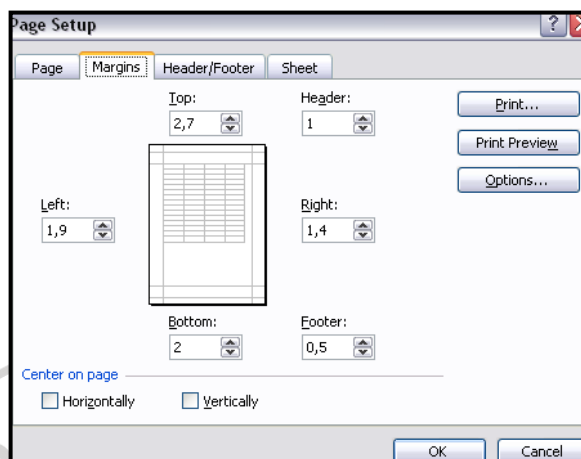 Page Setup
Page Margins Header/Footer Sheet
Top: Header:
2,7 1
Print...
Print Preview
Options...
Left: Right:
1,9 1,4
Bottom: Footer:
2 0,5
Center on page
Horizontally Vertically
OK Cancel